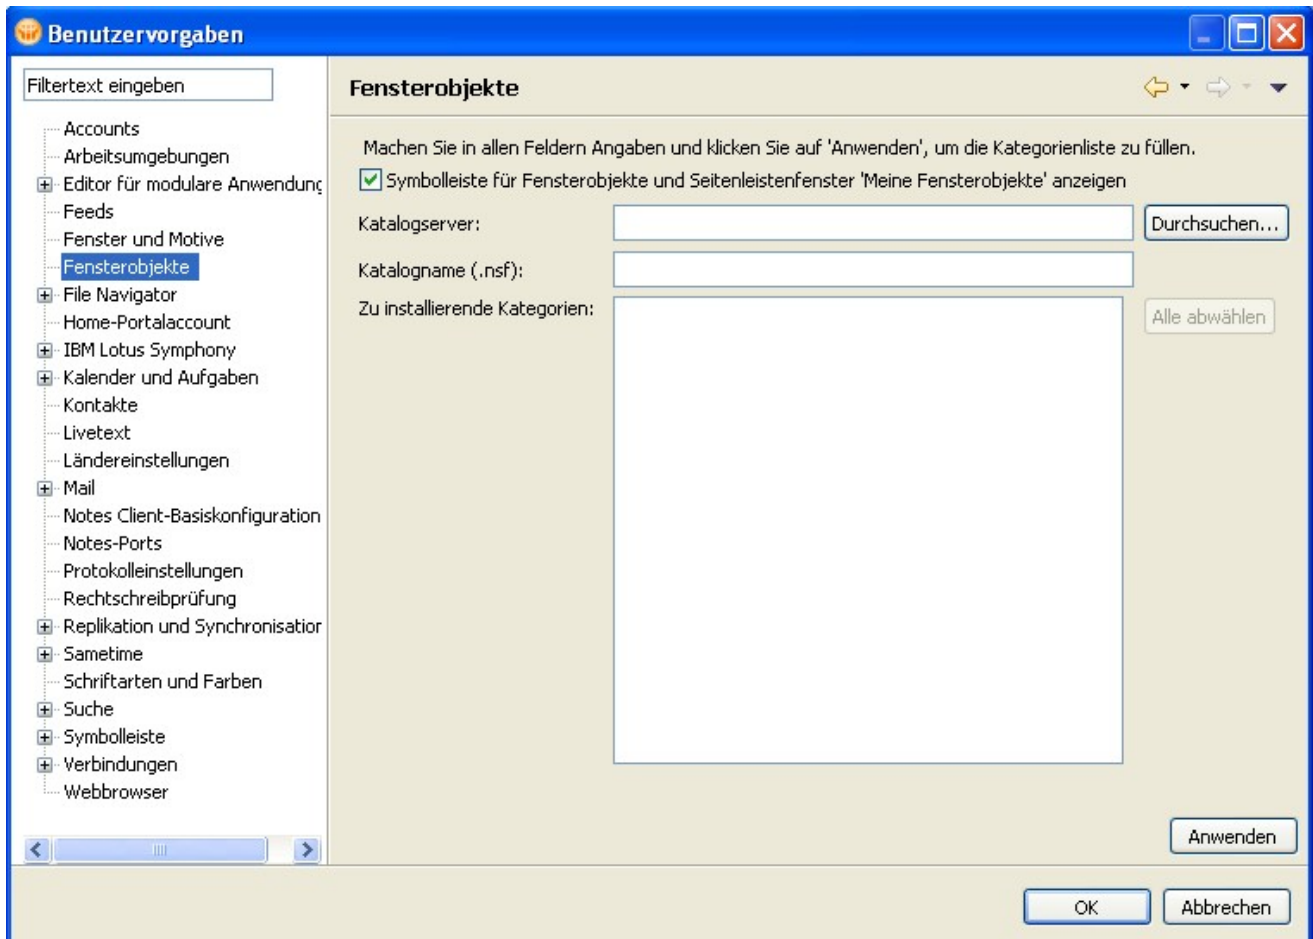 Benutzervorgaben
Filtertext eingeben
Accounts
Arbeitsumgebungen
Editor für modulare Anwendung
Feeds
Fenster und Motive
Fensterobjekte
File Navigator
Home-Portalaccount
IBM Lotus Symphony
Kalender und Aufgaben
Kontakte
Livetext
Ländereinstellungen
Mail
Notes Client-Basiskonfiguration
Notes-Ports
Protokolleinstellungen
Rechtschreibprüfung
Replikation und Synchronisation
Sametime
Schriftarten und Farben
Suche
Symbolleiste
Verbindungen
Webbrowser
Fensterobjekte
Machen Sie in allen Feldern Angaben und klicken Sie auf 'Anwenden', um die Kategorienliste zu füllen.
Symbolleiste für Fensterobjekte und Seitenleistenfenster 'Meine Fensterobjekte' anzeigen
Katalogserver:
Durchsuchen...
Katalogname (.nsf):
Zu installierende Kategorien:
Alle abwählen
Anwenden
OK
Abbrechen